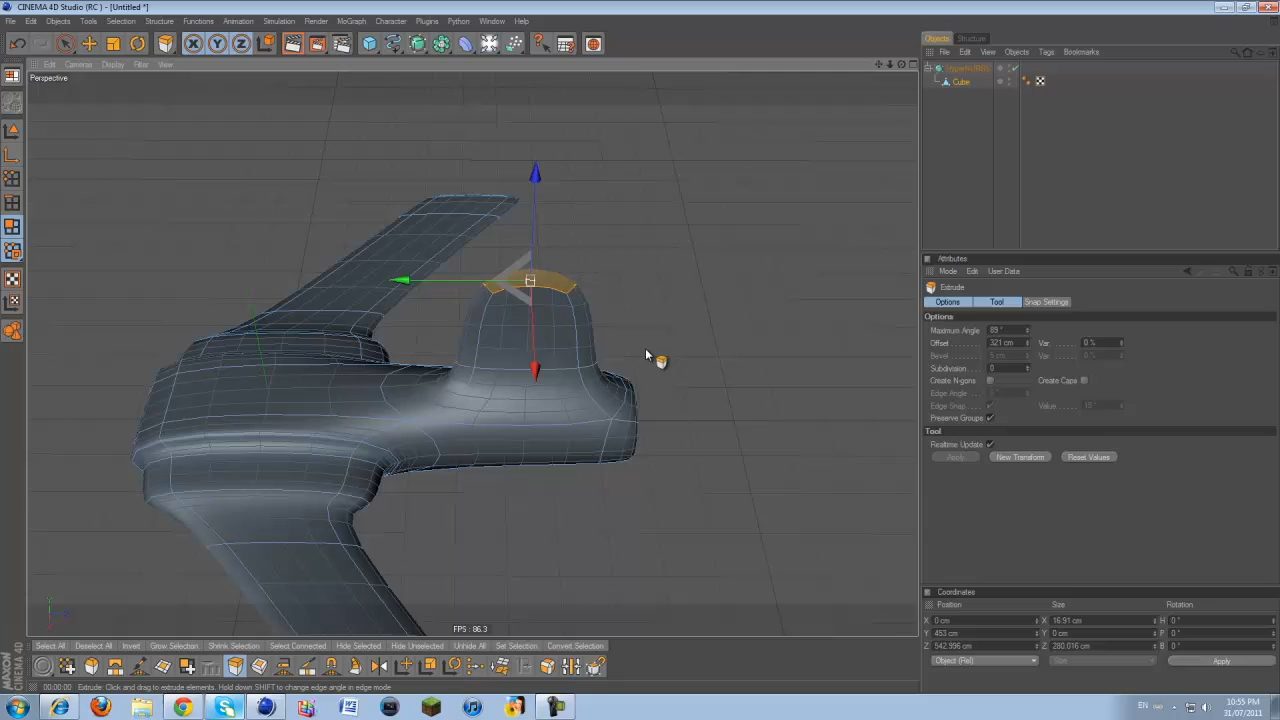 CINEMA 4D Studio (RC ) - [Untitled *]
File Edit Objects Tools Selection Structure Functions Animation Simulation Render MoGraph Characters Plugins Python Window Help
Edit Cameras Display Filter View
Perspective
Objects Structure
File Edit View Objects Tags Bookmarks
HyperNURBS
Cube
Attributes
Mode Edit User Data
Extrude
Options Tool Snap Settings
Options
Maximum Angle 89 °
Offset 321 cm Var. 0 %
Bevel 5 cm Var. 0 %
Subdivision 0
Create N-gons Create Caps
Edge Angle
Edge Snap Value
Preserve Groups
Tool
Realtime Update
Apply New Transform Reset Values
Coordinates
Position Size Rotation
X 0 cm X 16.91 cm H 0 °
Y 453 cm Y 0 cm P 0 °
Z 542.996 cm Z 280.016 cm B 0 °
Object (Rel) Size Apply
FPS : 86.3
Select All Deselect All Invert Grow Selection Shrink Selection Select Connected Hide Selected Hide Unselected Unhide All Set Selection Convert Selection
MAXON CINEMA 4D
00:00:00 Extrude: Click and drag to extrude elements. Hold down SHIFT to change edge angle in edge mode
EN
10:55 PM
31/07/2011